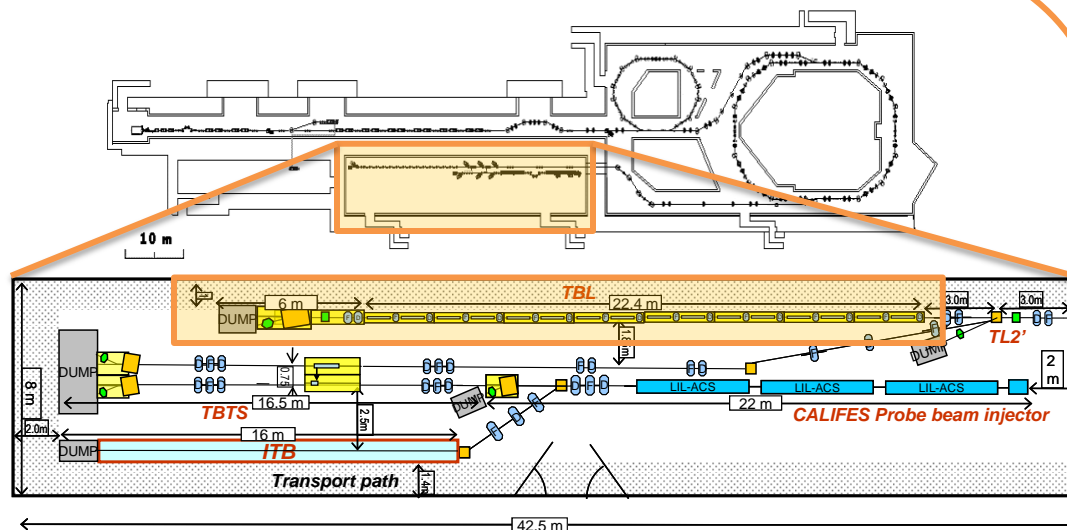 10 m
TBL
6 m
22.4 m
3.0m
3.0m
DUMP
TL2'
DUMP
DUMP
DUMP
0.75
2 m
LIL-ACS
LIL-ACS
LIL-ACS
8 m
TBTS
16.5 m
DUMP
22 m
CALIFES Probe beam injector
2.5m
2.0m
16 m
DUMP
ITB
Transport path
1.4m
42.5 m